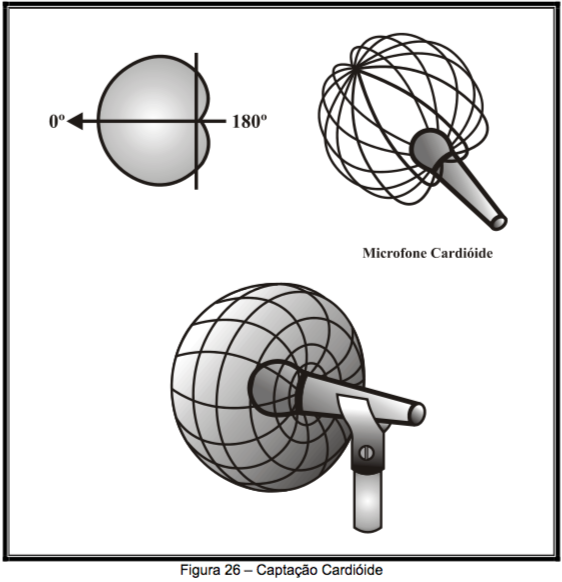 0º 180º
Microfone Cardióide
Figura 26 – Captação Cardióide